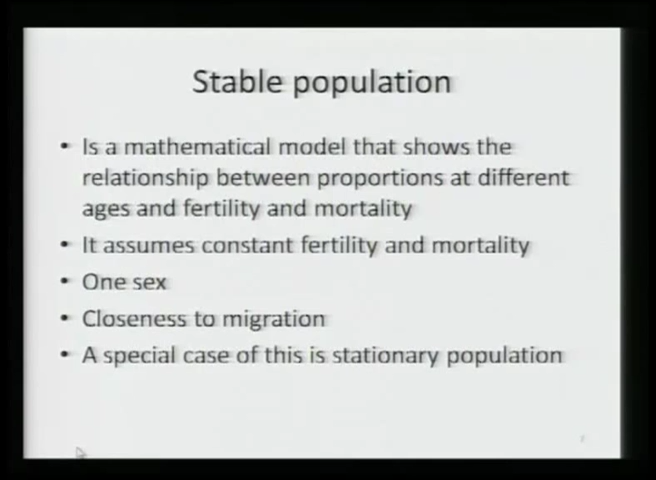 Stable population
• Is a mathematical model that shows the
relationship between proportions at different
ages and fertility and mortality
• It assumes constant fertility and mortality
• One sex
• Closeness to migration
• A special case of this is stationary population